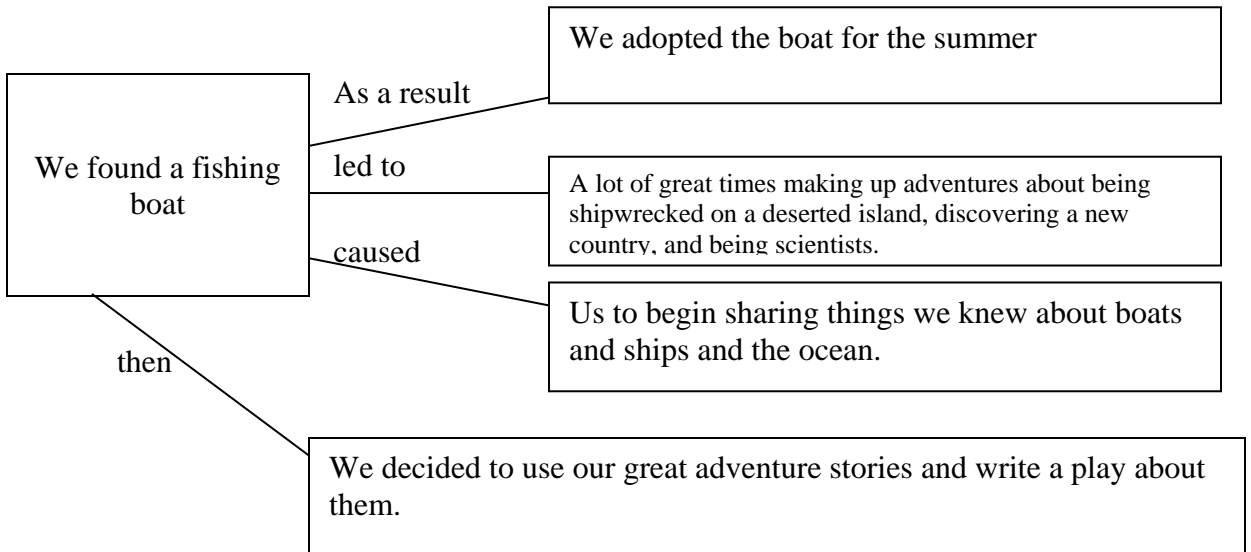 We adopted the boat for the summer
As a result
We found a fishing
boat
led to
A lot of great times making up adventures about being
shipwrecked on a deserted island, discovering a new
country, and being scientists.
caused
Us to begin sharing things we knew about boats
and ships and the ocean.
then
We decided to use our great adventure stories and write a play about
them.